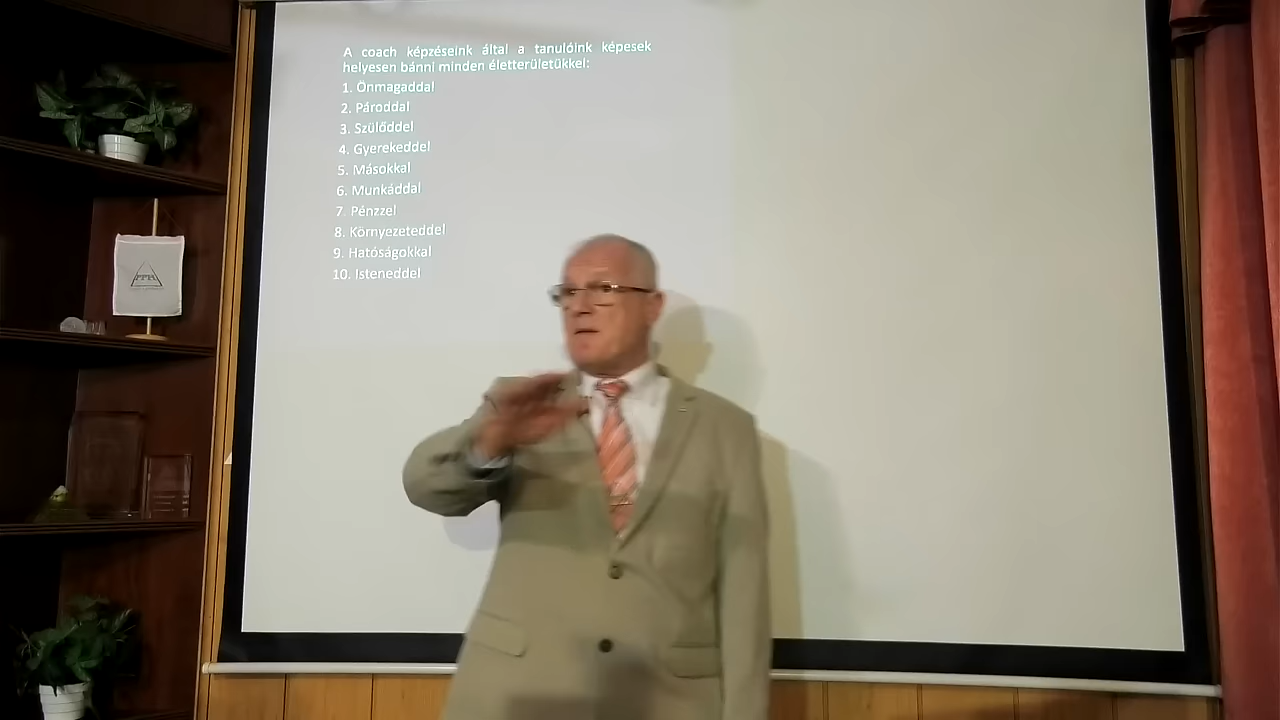 A coach képzéseink által a tanulóink képesek
helyesen bánni minden életterületükkel:
1. Önmagaddal
2. Pároddal
3. Szülőddel
4. Gyerekeddel
5. Másokkal
6. Munkáddal
7. Pénzzel
8. Környezeteddel
9. Hatóságokkal
10. Isteneddel